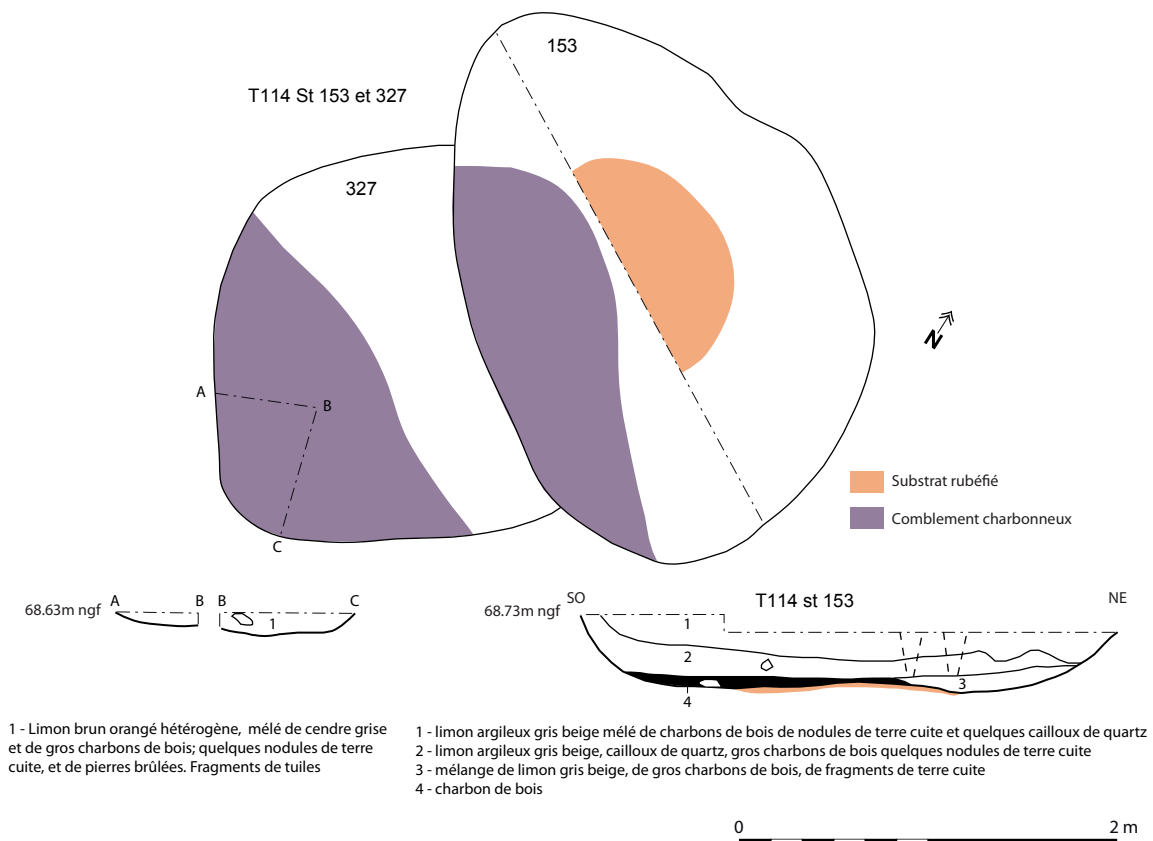 153
T114 St 153 et 327
327
A
B
C
N
Substrat rubéfié
Comblement charbonneux
68.63m ngf
A
B
B
C
1
68.73m ngf
SO
T114 st 153
NE
1
2
3
4
1 - Limon brun orangé hétérogène, mélé de cendre grise
et de gros charbons de bois; quelques nodules de terre
cuite, et de pierres brûlées. Fragments de tuiles
1 - limon argileux gris beige mélé de charbons de bois de nodules de terre cuite et quelques cailloux de quartz
2 - limon argileux gris beige, cailloux de quartz, gros charbons de bois quelques nodules de terre cuite
3 - mélange de limon gris beige, de gros charbons de bois, de fragments de terre cuite
4 - charbon de bois
0
2 m